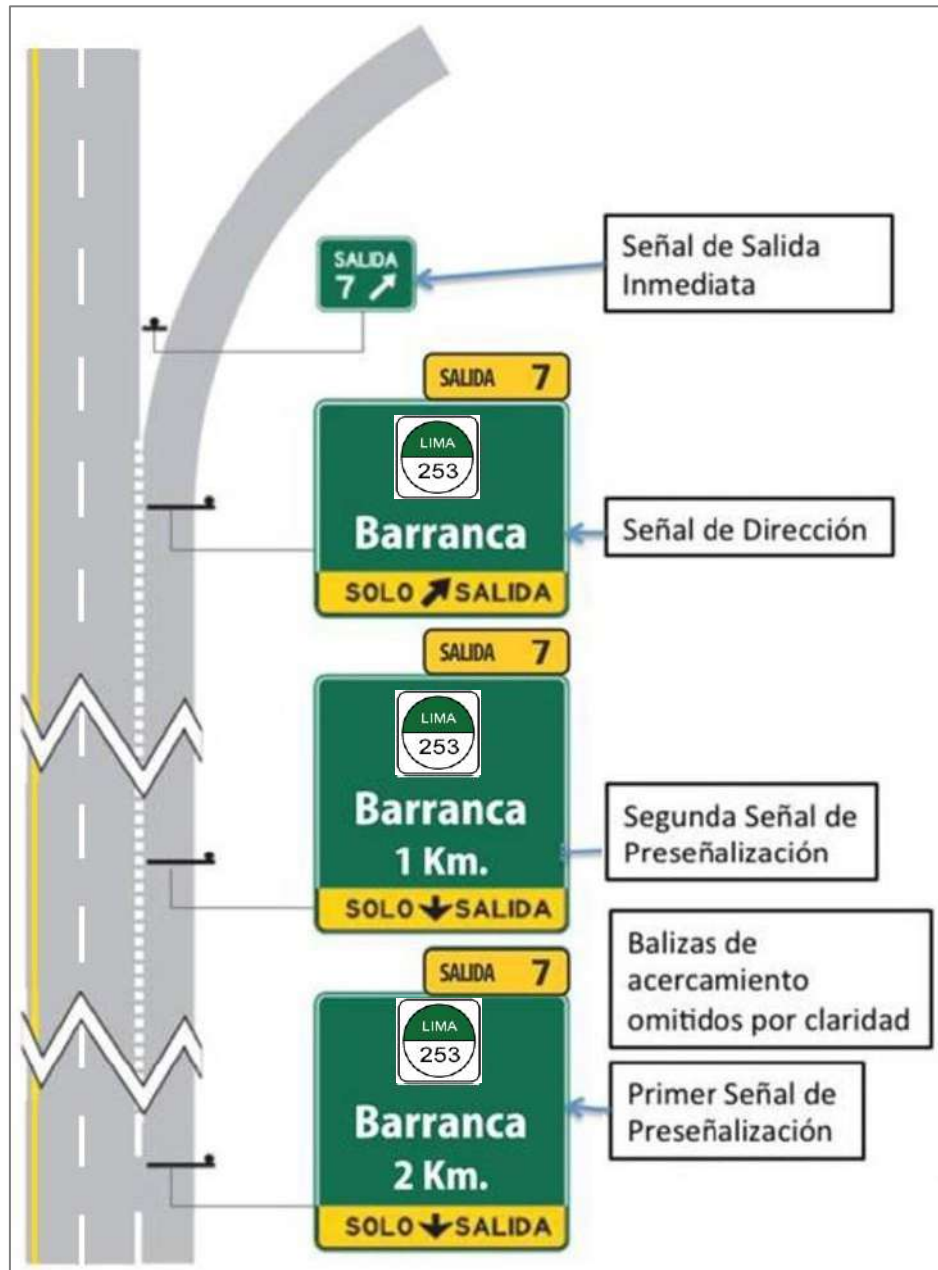 SALIDA
7
Señal de Salida
Inmediata
SALIDA 7
LIMA
253
Barranca
SOLO SALIDA
Señal de Dirección
SALIDA 7
LIMA
253
Barranca
1 Km.
SOLO SALIDA
Segunda Señal de
Preseñalización
Balizas de
acercamiento
omitidos por claridad
SALIDA 7
LIMA
253
Barranca
2 Km.
SOLO SALIDA
Primer Señal de
Preseñalización